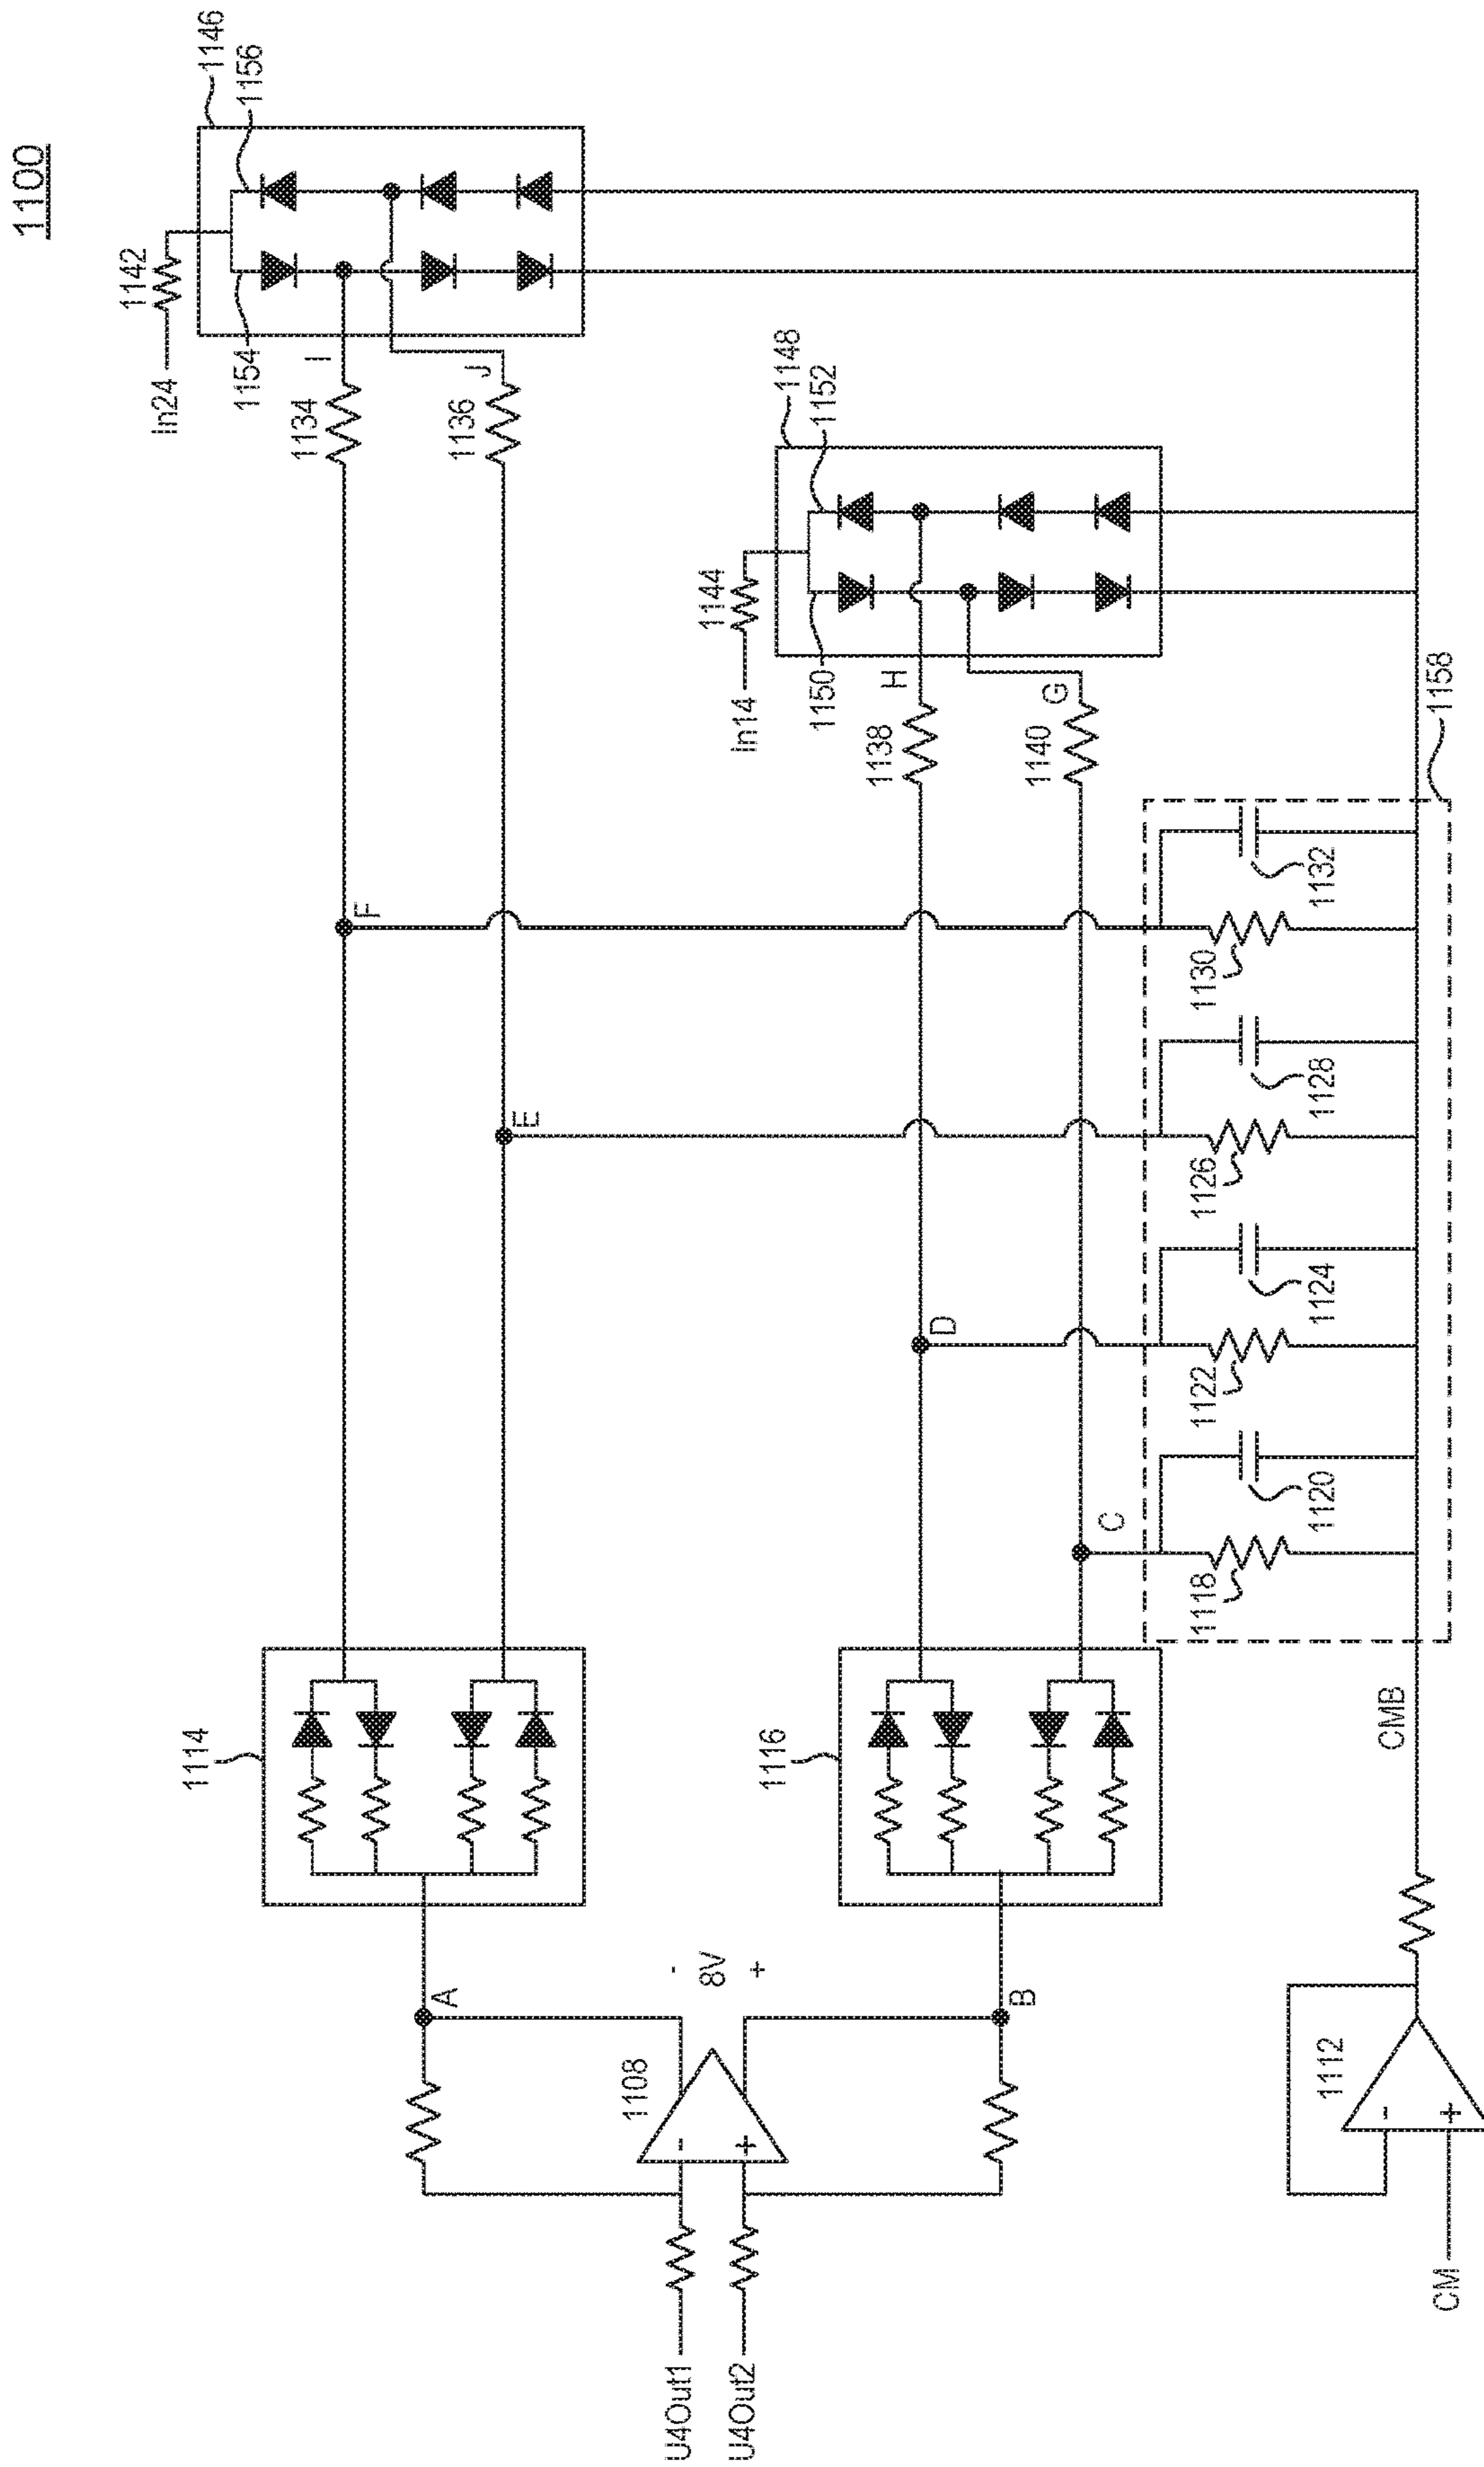 1100
1146
1156
1142
In24
1154
I
1134
J
1136
1148
1152
1144
In14
1150
H
1138
G
1140
1158
F
1132
1130
E
1128
1126
D
1124
1122
C
1120
1118
1114
1116
CMB
A
-
8V
+
B
1108
-
+
1112
-
+
U4Out1
U4Out2
CM